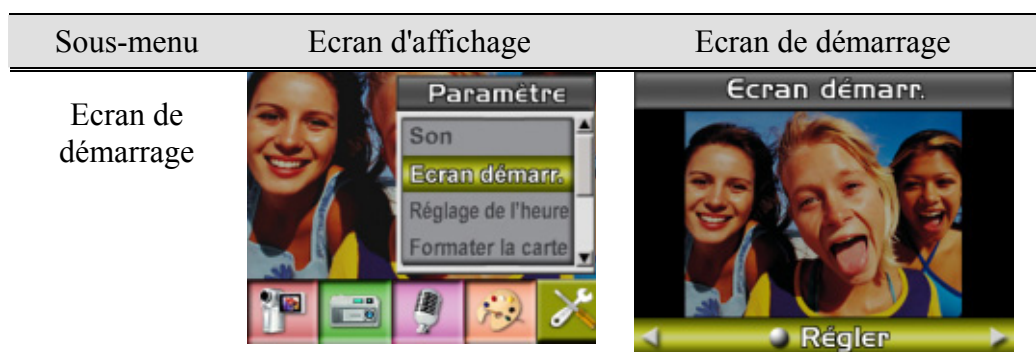 Sous-menu Ecran d'affichage Ecran de démarrage
Ecran de
démarrage
Paramètre
Son
Ecran démarr.
Réglage de l'heure
Formater la carte
Ecran démarr.
Régler